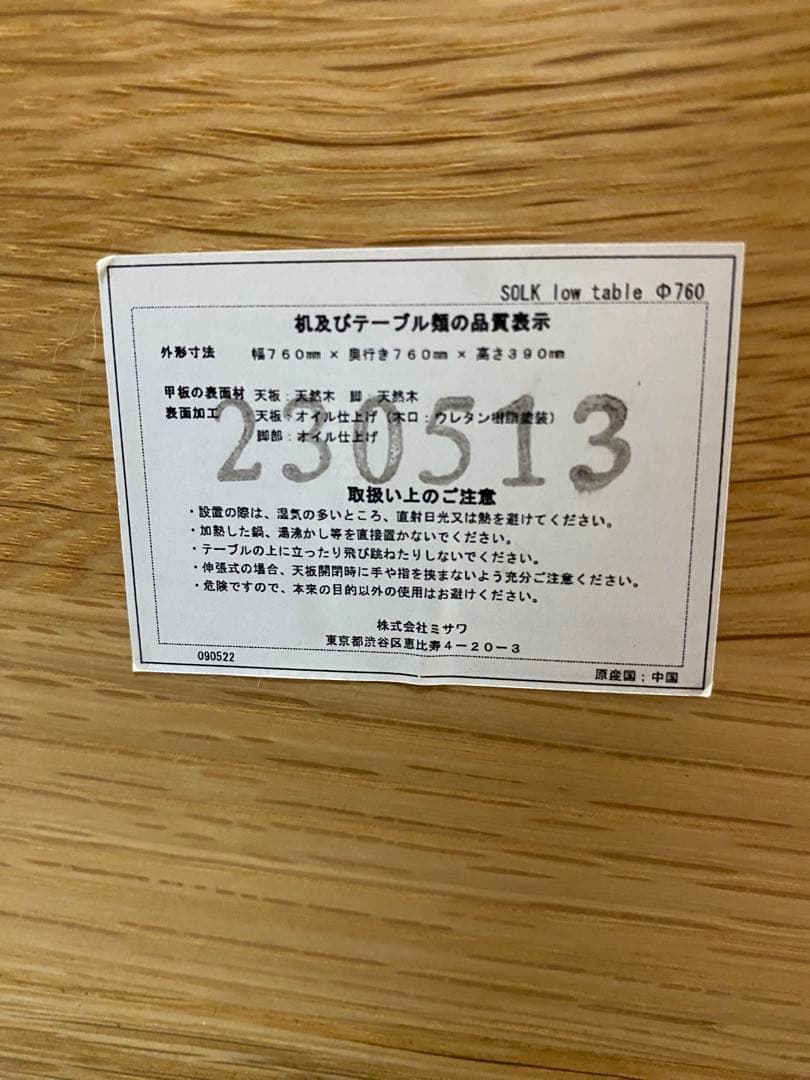 SOLK low table Φ760
机及びテーブル類の品質表示
外形寸法 幅760mm × 奥行き760mm × 高さ390mm
甲板の表面材 天板:天然木 脚:天然木
表面加工 天板:オイル仕上げ(木口:ウレタン樹脂塗装)
脚部:オイル仕上げ
230513
取扱い上のご注意
・設置の際は、湿気の多いところ、直射日光又は熱を避けてください。
・加熱した鍋、湯沸かし等を直接置かないでください。
・テーブルの上に立ったり飛び跳ねたりしないでください。
・伸張式の場合、天板開閉時に手や指を挟まないよう充分ご注意ください。
・危険ですので、本来の目的以外の使用はお避けください。
株式会社ミサワ
東京都渋谷区恵比寿4-20-3
090522
原産国:中国